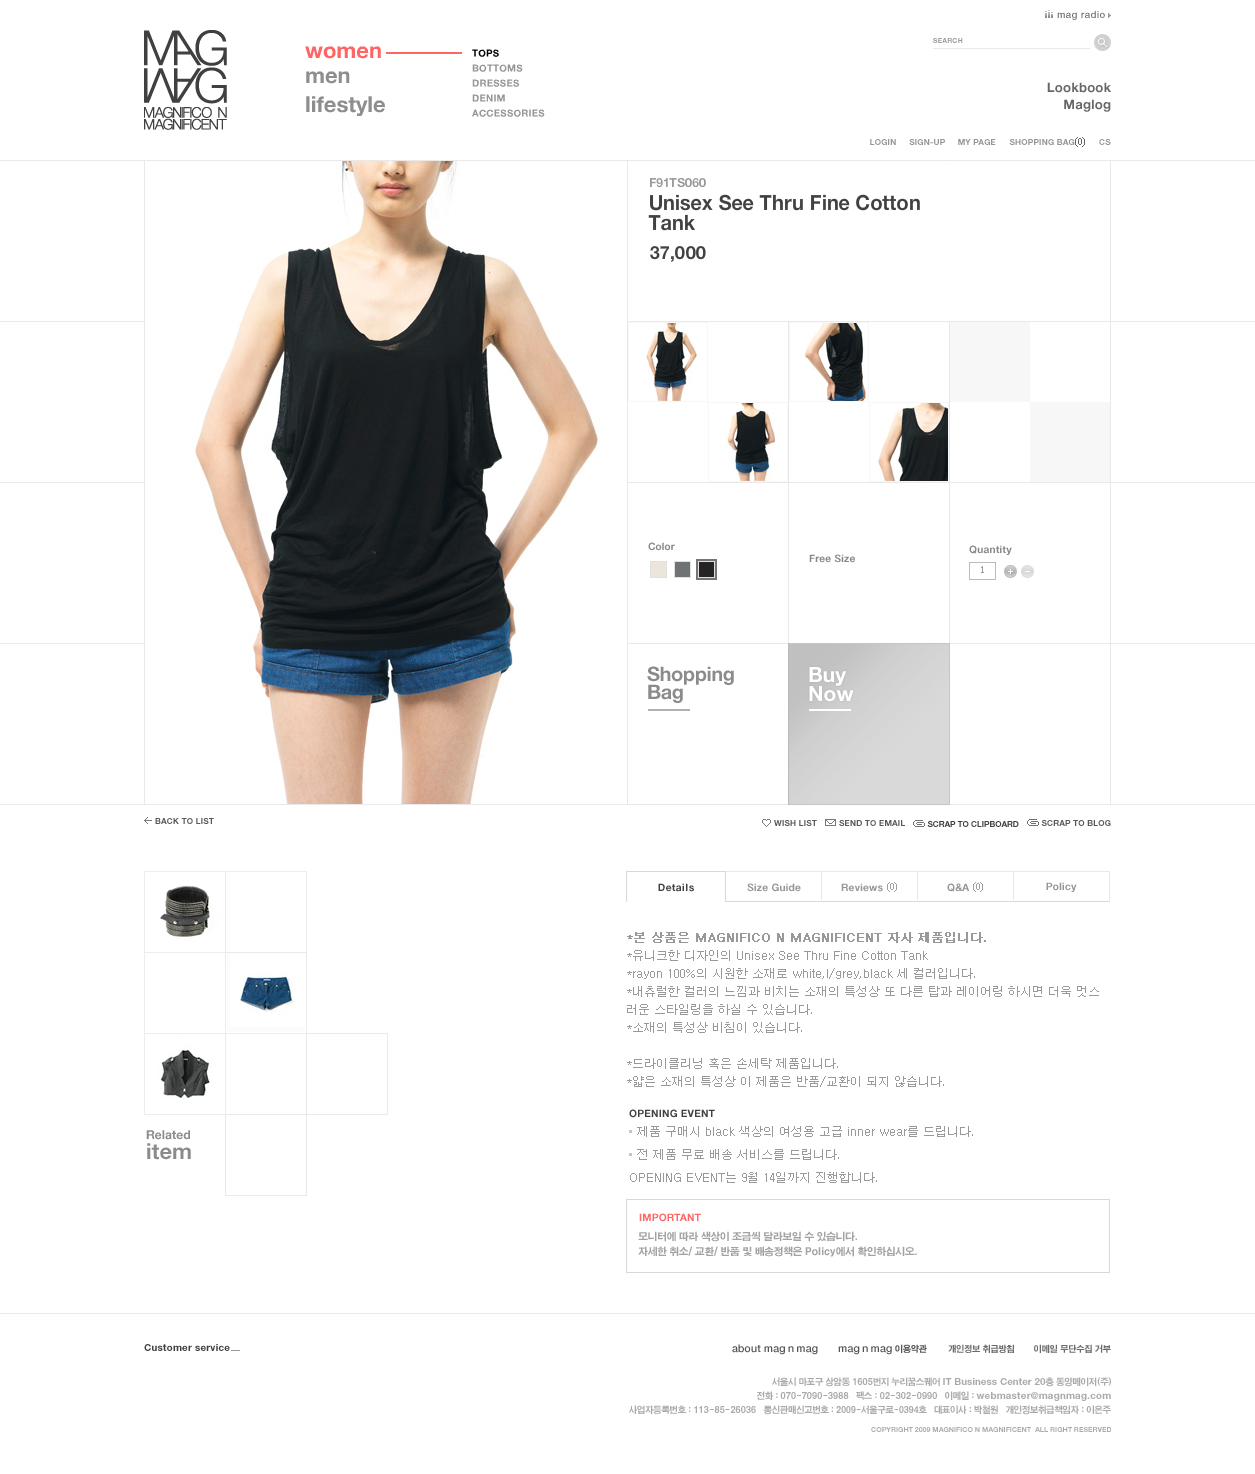 mag radio
MAG
MAG
MAGNIFICO N
MAGNIFICENT
women
men
lifestyle
TOPS
BOTTOMS
DRESSES
DENIM
ACCESSORIES
SEARCH
Lookbook
Maglog
LOGIN SIGN-UP MY PAGE SHOPPING BAG(0) CS
F91TS060
Unisex See Thru Fine Cotton
Tank
37,000
Color
Free Size
Quantity
1
Shopping
Bag
Buy
Now
BACK TO LIST
WISH LIST SEND TO EMAIL SCRAP TO CLIPBOARD SCRAP TO BLOG
Details Size Guide Reviews (0) Q&A (0) Policy
*본 상품은 MAGNIFICO N MAGNIFICENT 자사 제품입니다.
*유니크한 디자인의 Unisex See Thru Fine Cotton Tank
*rayon 100%의 시원한 소재로 white,l/grey,black 세 컬러입니다.
*내츄럴한 컬러의 느낌과 비치는 소재의 특성상 또 다른 탑과 레이어링 하시면 더욱 멋스
러운 스타일링을 하실 수 있습니다.
*소재의 특성상 비침이 있습니다.
*드라이클리닝 혹은 손세탁 제품입니다.
*얇은 소재의 특성상 이 제품은 반품/교환이 되지 않습니다.
OPENING EVENT
제품 구매시 black 색상의 여성용 고급 inner wear를 드립니다.
전 제품 무료 배송 서비스를 드립니다.
OPENING EVENT는 9월 14일까지 진행합니다.
Related
item
IMPORTANT
모니터에 따라 색상이 조금씩 달라보일 수 있습니다.
자세한 취소/ 교환/ 반품 및 배송정책은 Policy에서 확인하십시오.
Customer service
about mag n mag mag n mag 이용약관 개인정보 취급방침 이메일 무단수집 거부
서울시 마포구 상암동 1605번지 누리꿈스퀘어 IT Business Center 20층 동양메이저(주)
전화 : 070-7090-3988 팩스 : 02-302-0990 이메일 : webmaster@magnmag.com
사업자등록번호 : 113-85-26036 통신판매신고번호 : 2009-서울구로-0394호 대표이사 : 박철원 개인정보취급책임자 : 이은주
COPYRIGHT 2009 MAGNIFICO N MAGNIFICENT ALL RIGHT RESERVED